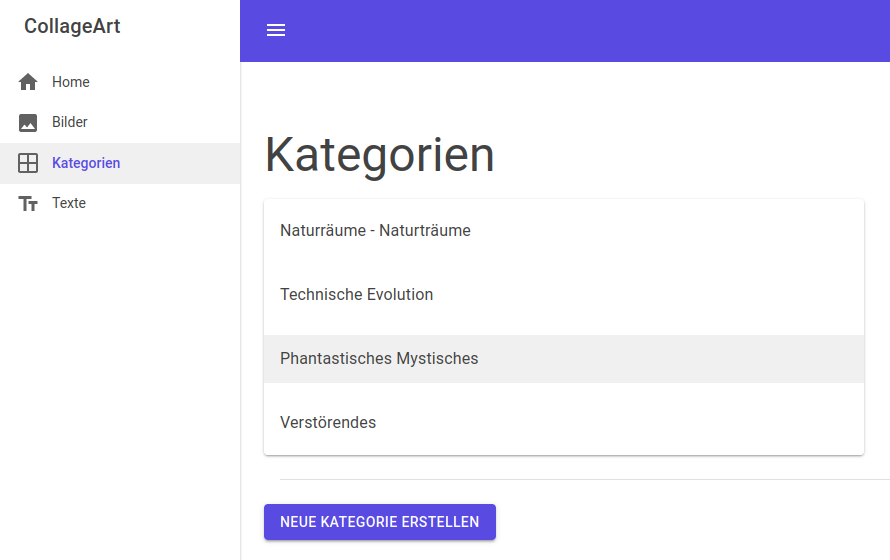 CollageArt
Home
Bilder
Kategorien
Texte
Kategorien
Naturräume - Naturträume
Technische Evolution
Phantastisches Mystisches
Verstörendes
NEUE KATEGORIE ERSTELLEN